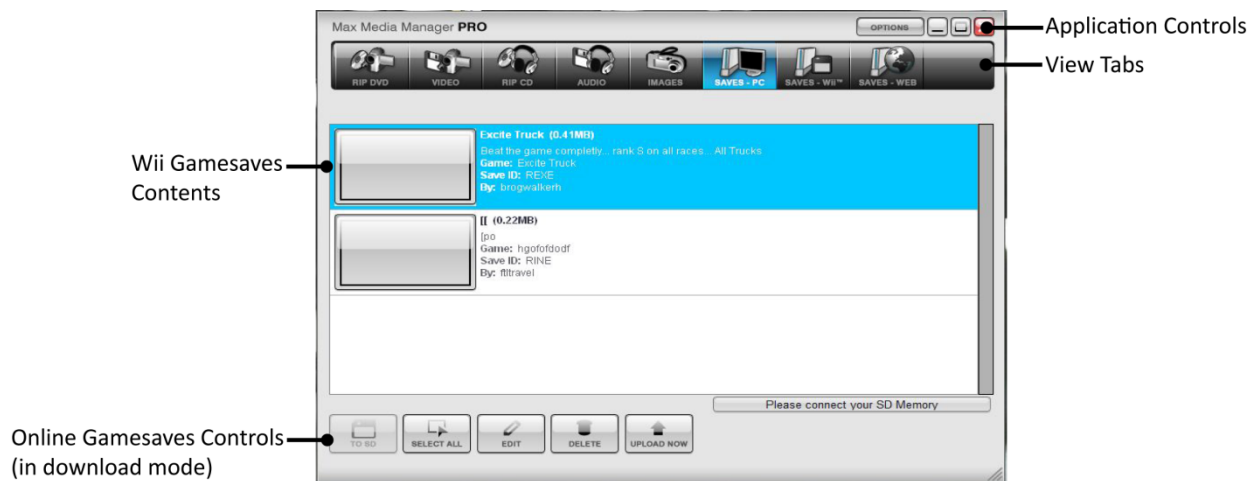 Max Media Manager PRO
OPTIONS
Application Controls
RIP DVD
VIDEO
RIP CD
AUDIO
IMAGES
SAVES - PC
SAVES - Wii™
SAVES - WEB
View Tabs
Wii Gamesaves
Contents
Excite Truck (0.41MB)
Beat the game completly... rank S on all races... All Trucks
Game: Excite Truck
Save ID: REXE
By: brogwalkerh
[[ (0.22MB)
[po
Game: hgofofdodf
Save ID: RINE
By: fltltravel
Please connect your SD Memory
Online Gamesaves Controls
(in download mode)
TO SD
SELECT ALL
EDIT
DELETE
UPLOAD NOW